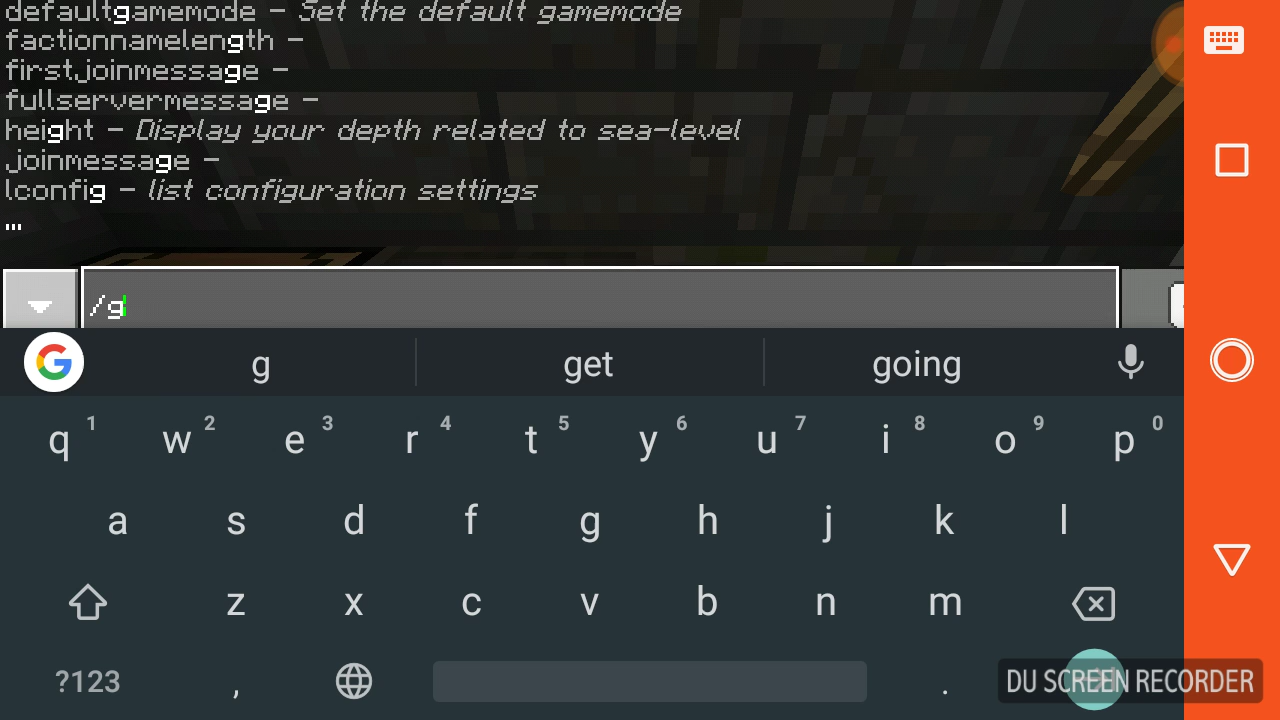 defaultgamemode – Set the default gamemode
factionnamelength –
firstjoinmessage –
fullservermessage –
height – Display your depth related to sea-level
joinmessage –
lconfig – list configuration settings
...
/g
g get going
q 1 w 2 e 3 r 4 t 5 y 6 u 7 i 8 o 9 p 0
a s d f g h j k l
z x c v b n m
?123 , .
DU SCREEN RECORDER